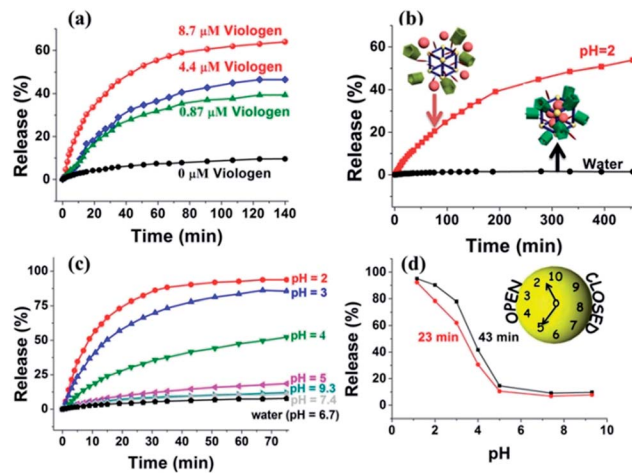 (a)
8.7 μM Viologen
4.4 μM Viologen
0.87 μM Viologen
0 μM Viologen
Release (%)
60
40
20
0
0 20 40 60 80 100 120 140
Time (min)
(b)
pH=2
Water
Release (%)
60
40
20
0
0 100 200 300 400
Time (min)
(c)
pH = 2
pH = 3
pH = 4
pH = 5
pH = 9.3
pH = 7.4
water (pH = 6.7)
Release (%)
100
75
50
25
0
0 10 20 30 40 50 60 70
Time (min)
(d)
OPEN
CLOSED
10
9
8
7
6
5
4
3
2
23 min
43 min
Release (%)
100
80
60
40
20
0
1 2 3 4 5 6 7 8 9 10
pH